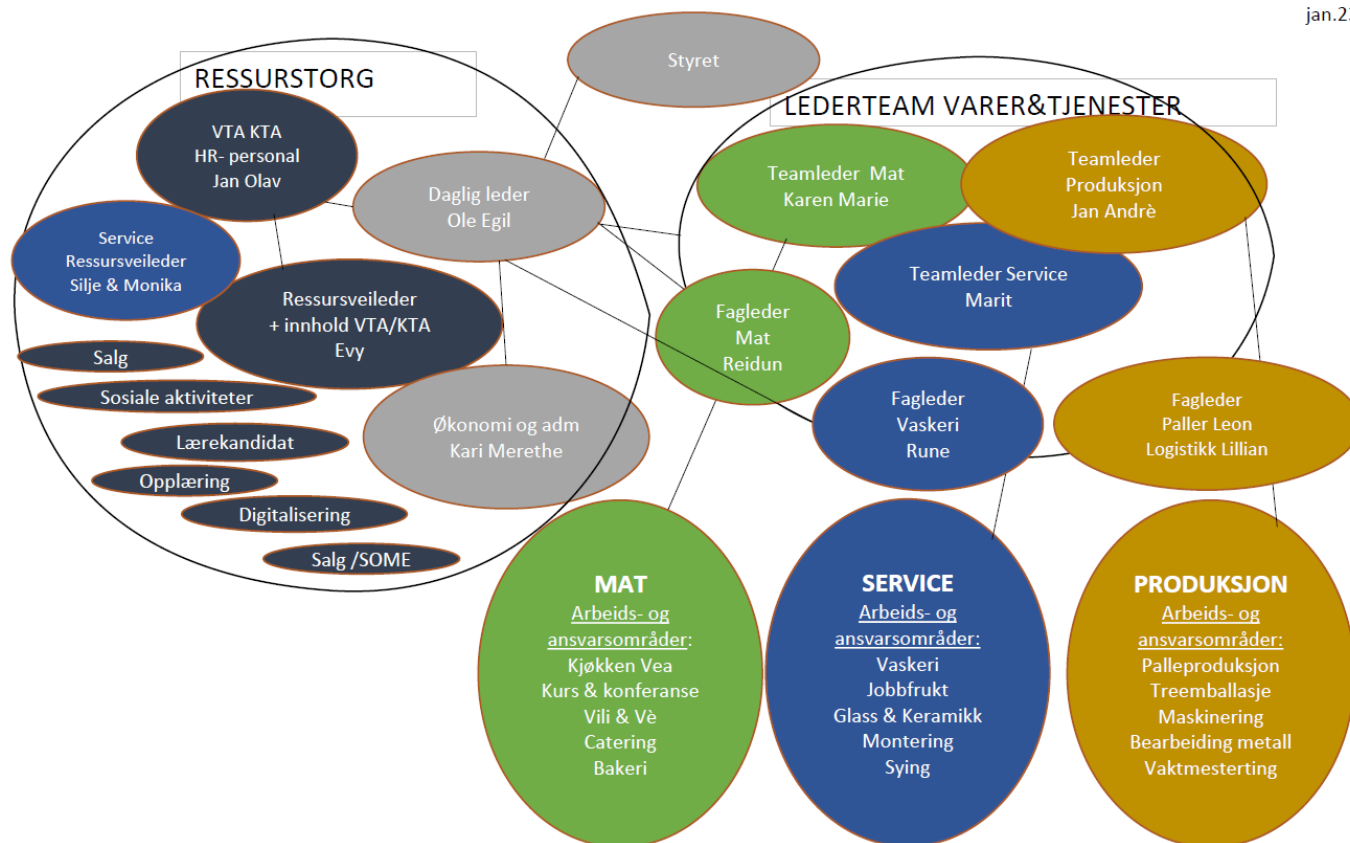 jan.23
Styret
RESSURSTORG
LEDERTEAM VARER&TJENESTER
VTA KTA
HR- personal
Jan Olav
Daglig leder
Ole Egil
Teamleder  Mat
Karen Marie
Teamleder
Produksjon
Jan Andrè
Service
Ressursveileder
Silje & Monika
Teamleder Service
Marit
Ressursveileder
+ innhold VTA/KTA
Evy
Fagleder
Mat
Reidun
Salg
Sosiale aktiviteter
Lærekandidat
Opplæring
Digitalisering
Salg /SOME
Økonomi og adm
Kari Merethe
Fagleder
Vaskeri
Rune
Fagleder
Paller Leon
Logistikk Lillian
MAT
Arbeids- og
ansvarsområder:
Kjøkken Vea
Kurs & konferanse
Vili & Vè
Catering
Bakeri
SERVICE
Arbeids- og
ansvarsområder:
Vaskeri
Jobbfrukt
Glass & Keramikk
Montering
Sying
PRODUKSJON
Arbeids- og
ansvarsområder:
Palleproduksjon
Treemballasje
Maskinering
Bearbeiding metall
Vaktmesterting